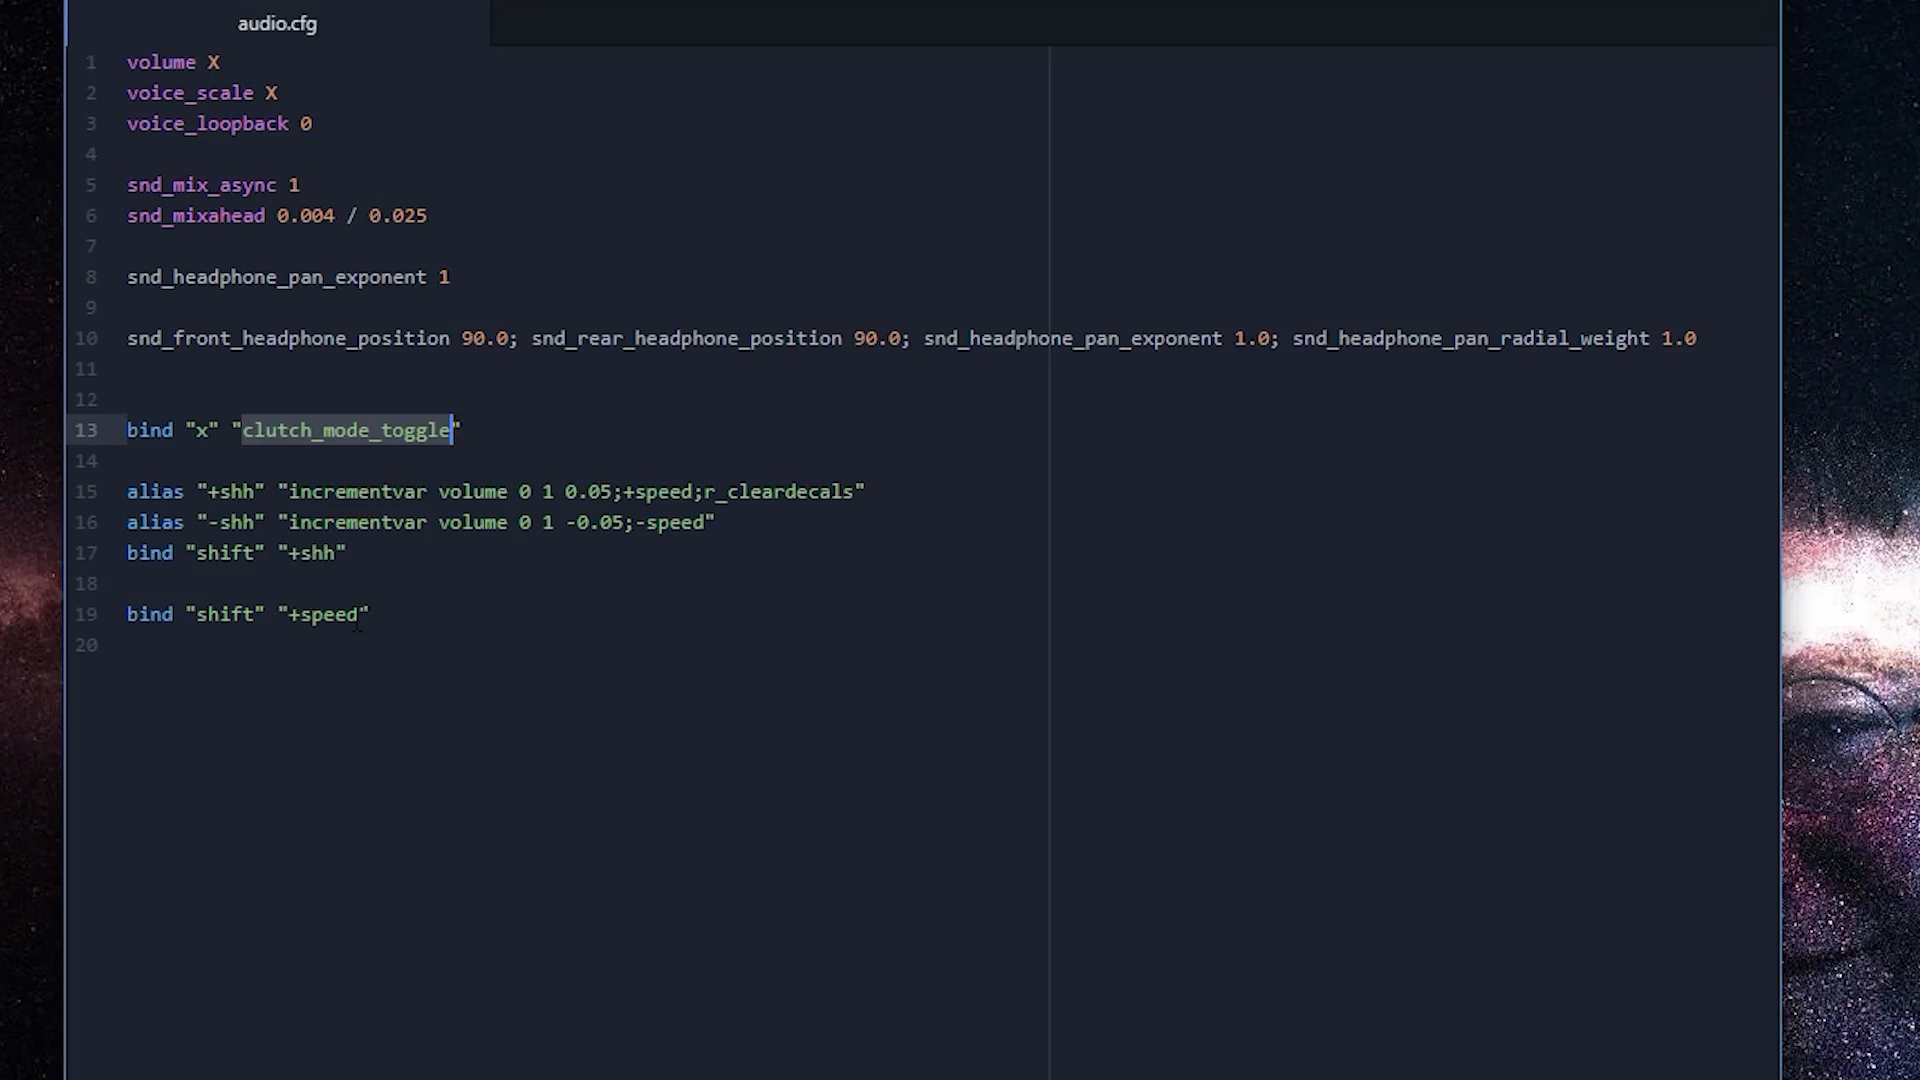 audio.cfg
1 volume X
2 voice_scale X
3 voice_loopback 0
4
5 snd_mix_async 1
6 snd_mixahead 0.004 / 0.025
7
8 snd_headphone_pan_exponent 1
9
10 snd_front_headphone_position 90.0; snd_rear_headphone_position 90.0; snd_headphone_pan_exponent 1.0; snd_headphone_pan_radial_weight 1.0
11
12
13 bind "x" "clutch_mode_toggle"
14
15 alias "+shh" "incrementvar volume 0 1 0.05;+speed;r_cleardecals"
16 alias "-shh" "incrementvar volume 0 1 -0.05;-speed"
17 bind "shift" "+shh"
18
19 bind "shift" "+speed"
20